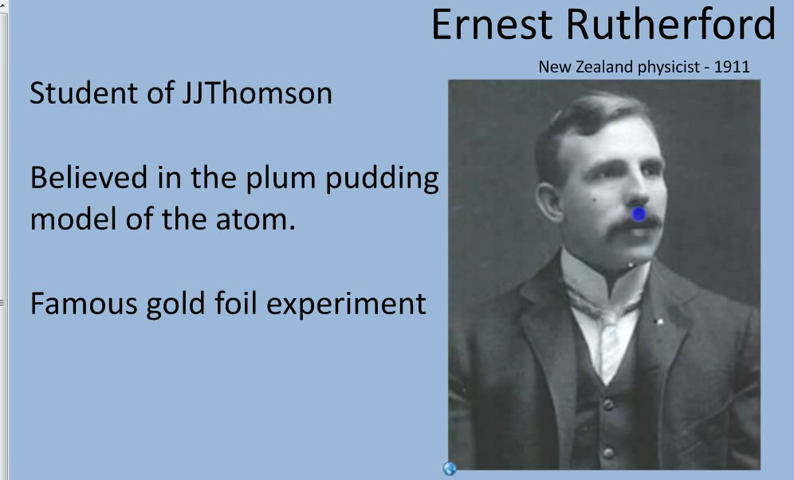 Ernest Rutherford
New Zealand physicist - 1911
Student of JJThomson
Believed in the plum pudding
model of the atom.
Famous gold foil experiment